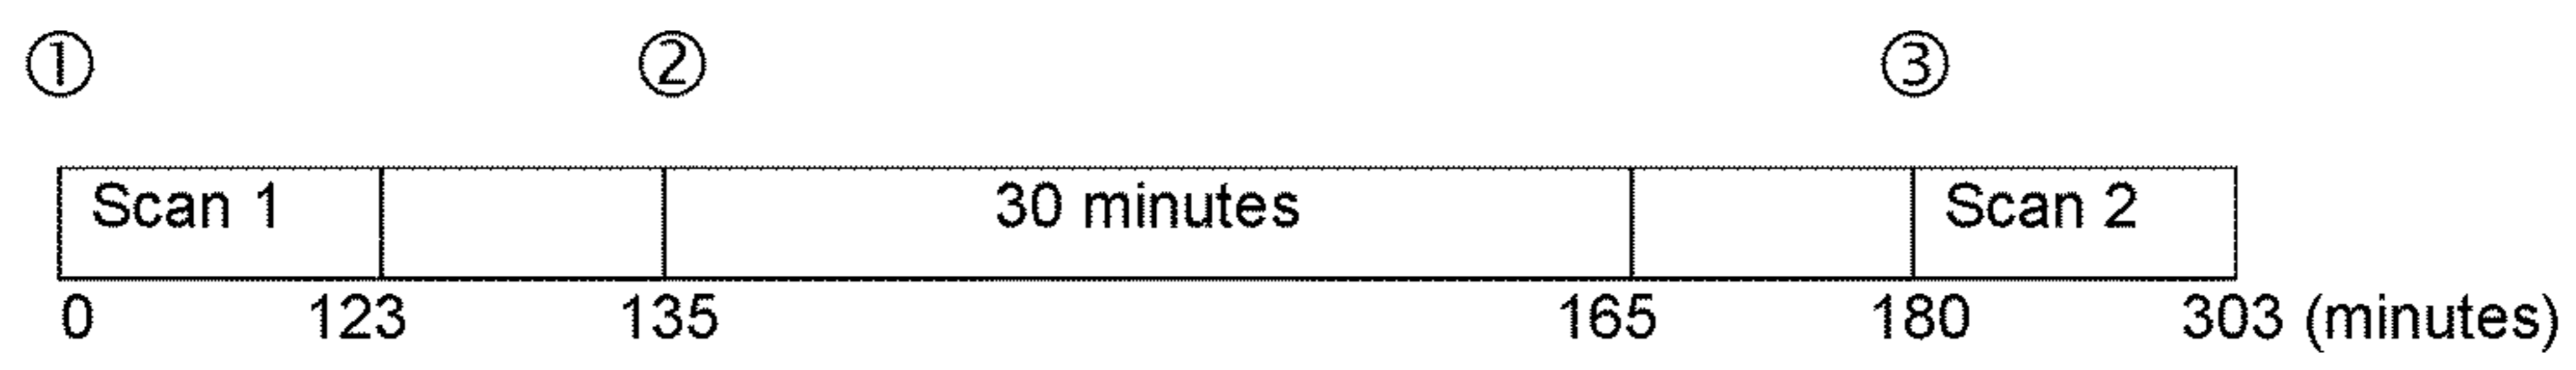 ① ② ③
Scan 1 30 minutes Scan 2
0 123 135 165 180 303 (minutes)